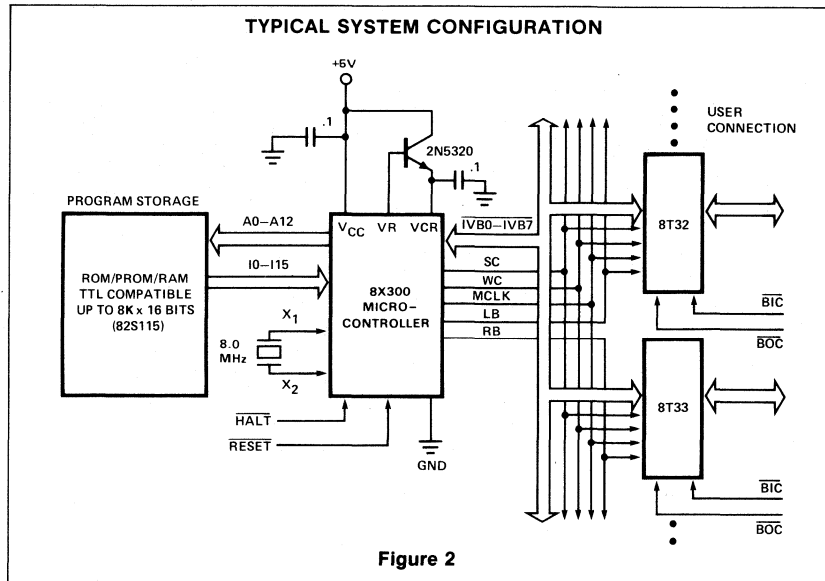 TYPICAL SYSTEM CONFIGURATION
+5V
.1
2N5320
.1
USER
CONNECTION
PROGRAM STORAGE
ROM/PROM/RAM
TTL COMPATIBLE
UP TO 8K x 16 BITS
(82S115)
A0–A12
I0–I15
X1
8.0
MHz
X2
HALT
RESET
VCC VR VCR
8X300
MICRO–
CONTROLLER
GND
IVB0–IVB7
SC
WC
MCLK
LB
RB
8T32
BIC
BOC
8T33
BIC
BOC
Figure 2